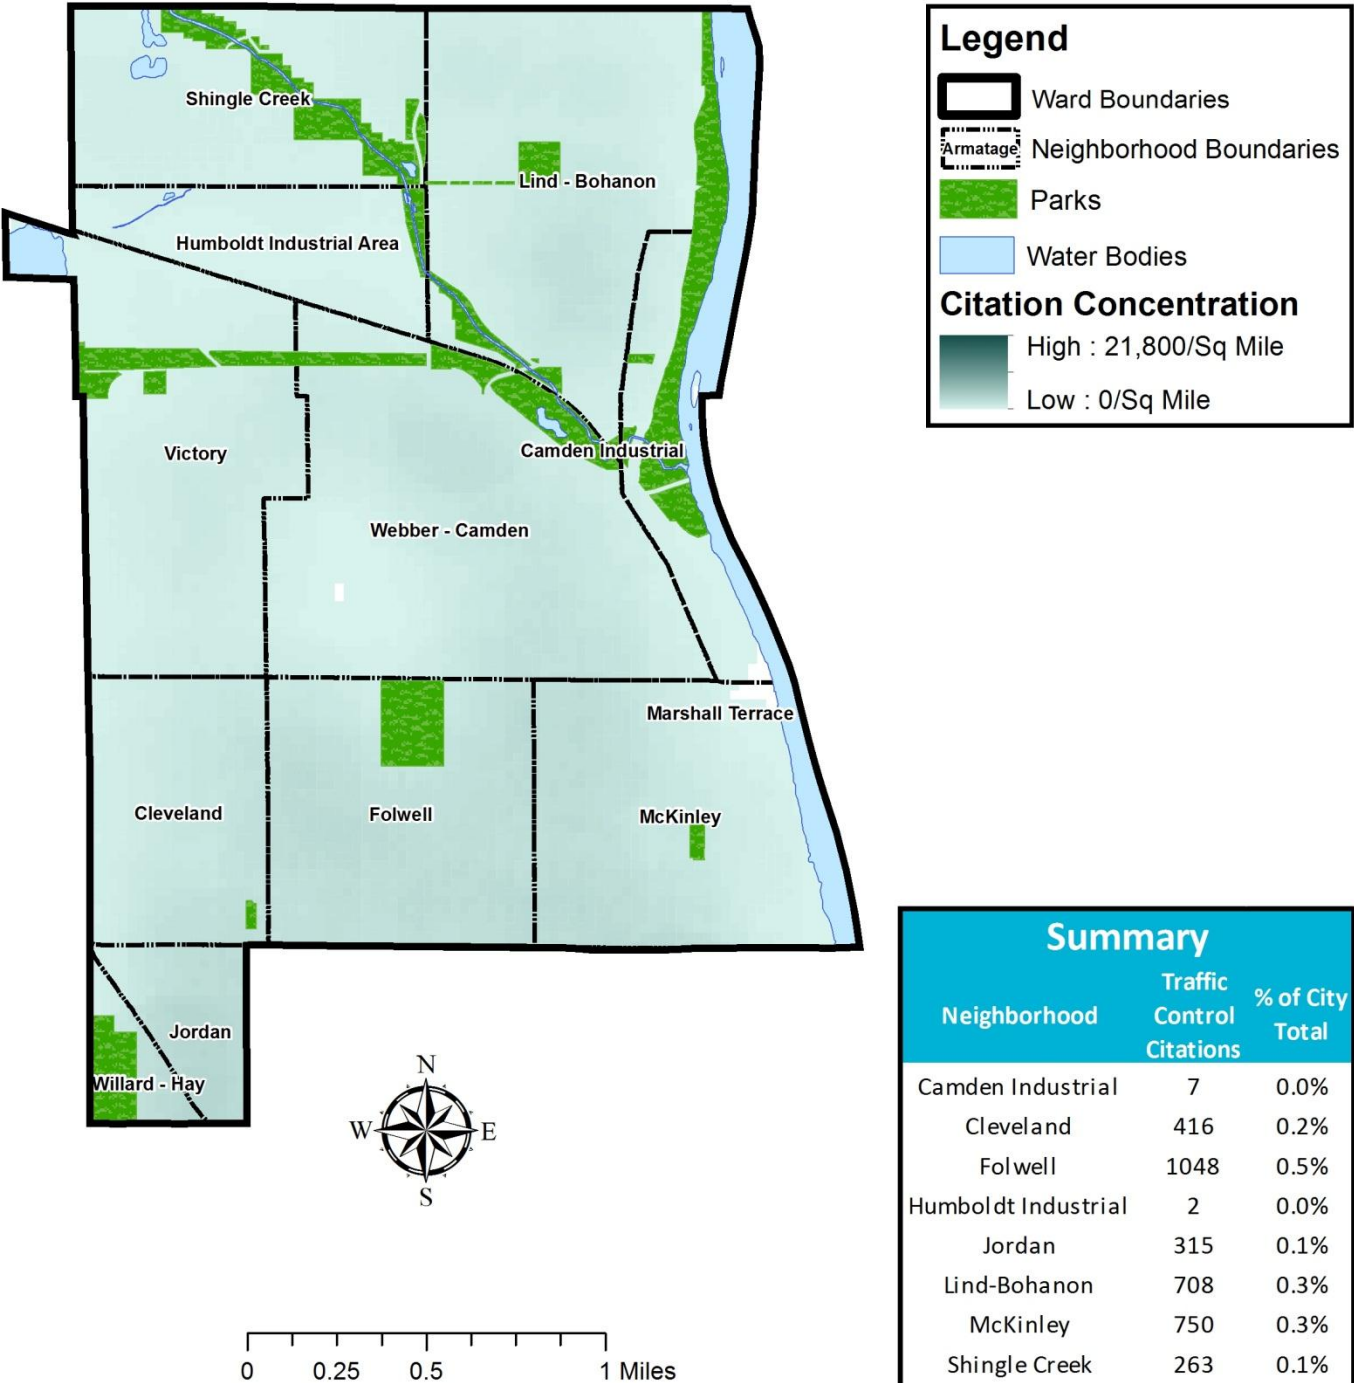 Shingle Creek
Lind - Bohanon
Humboldt Industrial Area
Victory
Camden Industrial
Webber - Camden
Marshall Terrace
Cleveland
Folwell
McKinley
Jordan
Willard - Hay
N
W E
S
0 0.25 0.5 1 Miles
Legend
Ward Boundaries
Armatage Neighborhood Boundaries
Parks
Water Bodies
Citation Concentration
High : 21,800/Sq Mile
Low : 0/Sq Mile
Summary
Neighborhood Traffic Control Citations % of City Total
Camden Industrial 7 0.0%
Cleveland 416 0.2%
Folwell 1048 0.5%
Humboldt Industrial 2 0.0%
Jordan 315 0.1%
Lind-Bohanon 708 0.3%
McKinley 750 0.3%
Shingle Creek 263 0.1%